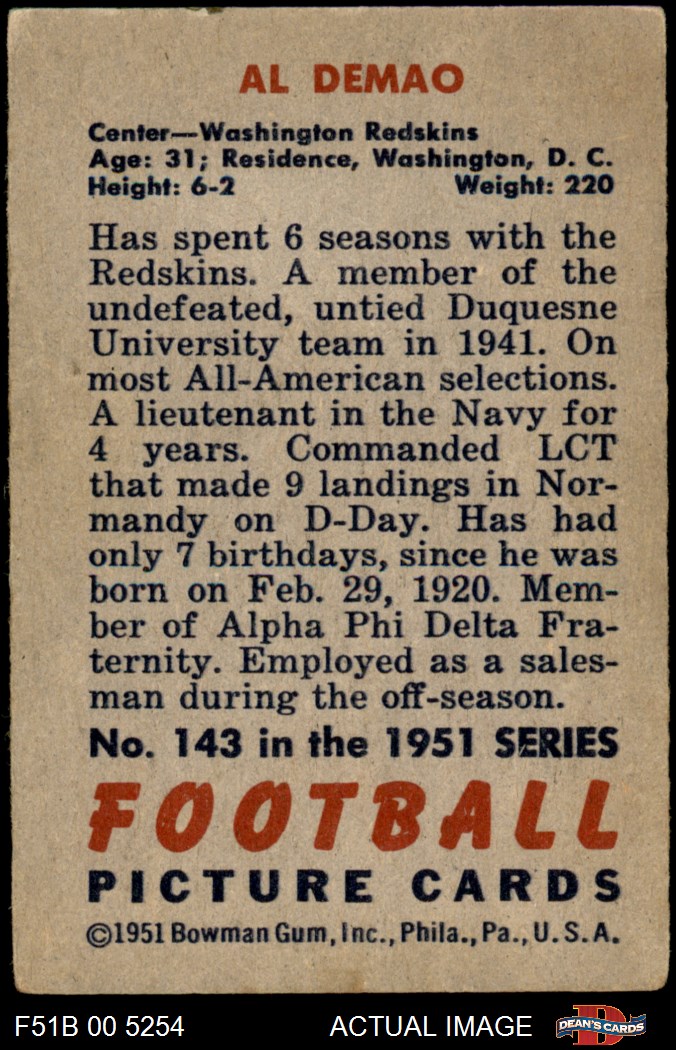 AL DEMAO
Center—Washington Redskins
Age: 31; Residence, Washington, D. C.
Height: 6-2 Weight: 220
Has spent 6 seasons with the
Redskins. A member of the
undefeated, untied Duquesne
University team in 1941. On
most All-American selections.
A lieutenant in the Navy for
4 years. Commanded LCT
that made 9 landings in Nor-
mandy on D-Day. Has had
only 7 birthdays, since he was
born on Feb. 29, 1920. Mem-
ber of Alpha Phi Delta Fra-
ternity. Employed as a sales-
man during the off-season.
No. 143 in the 1951 SERIES
FOOTBALL
PICTURE CARDS
©1951 Bowman Gum, Inc., Phila., Pa., U. S. A.
F51B 00 5254 ACTUAL IMAGE D DEAN'S CARDS